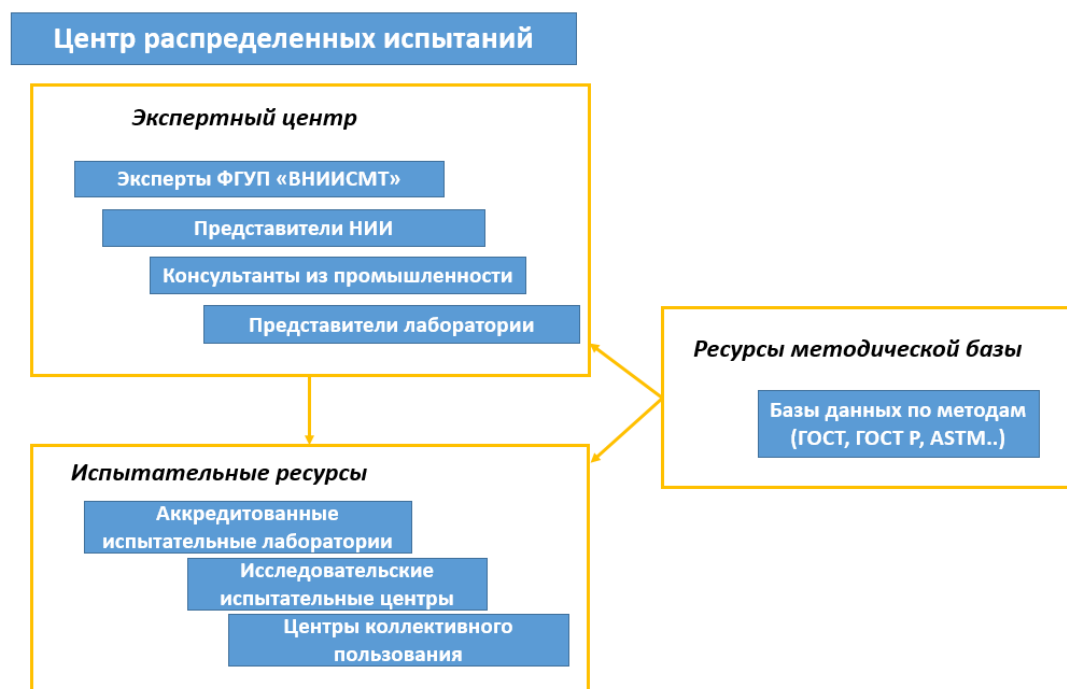 Центр распределенных испытаний
Экспертный центр
Эксперты ФГУП «ВНИИСМТ»
Представители НИИ
Консультанты из промышленности
Представители лаборатории
Ресурсы методической базы
Базы данных по методам
(ГОСТ, ГОСТ Р, ASTM..)
Испытательные ресурсы
Аккредитованные
испытательные лаборатории
Исследовательские
испытательные центры
Центры коллективного
пользования